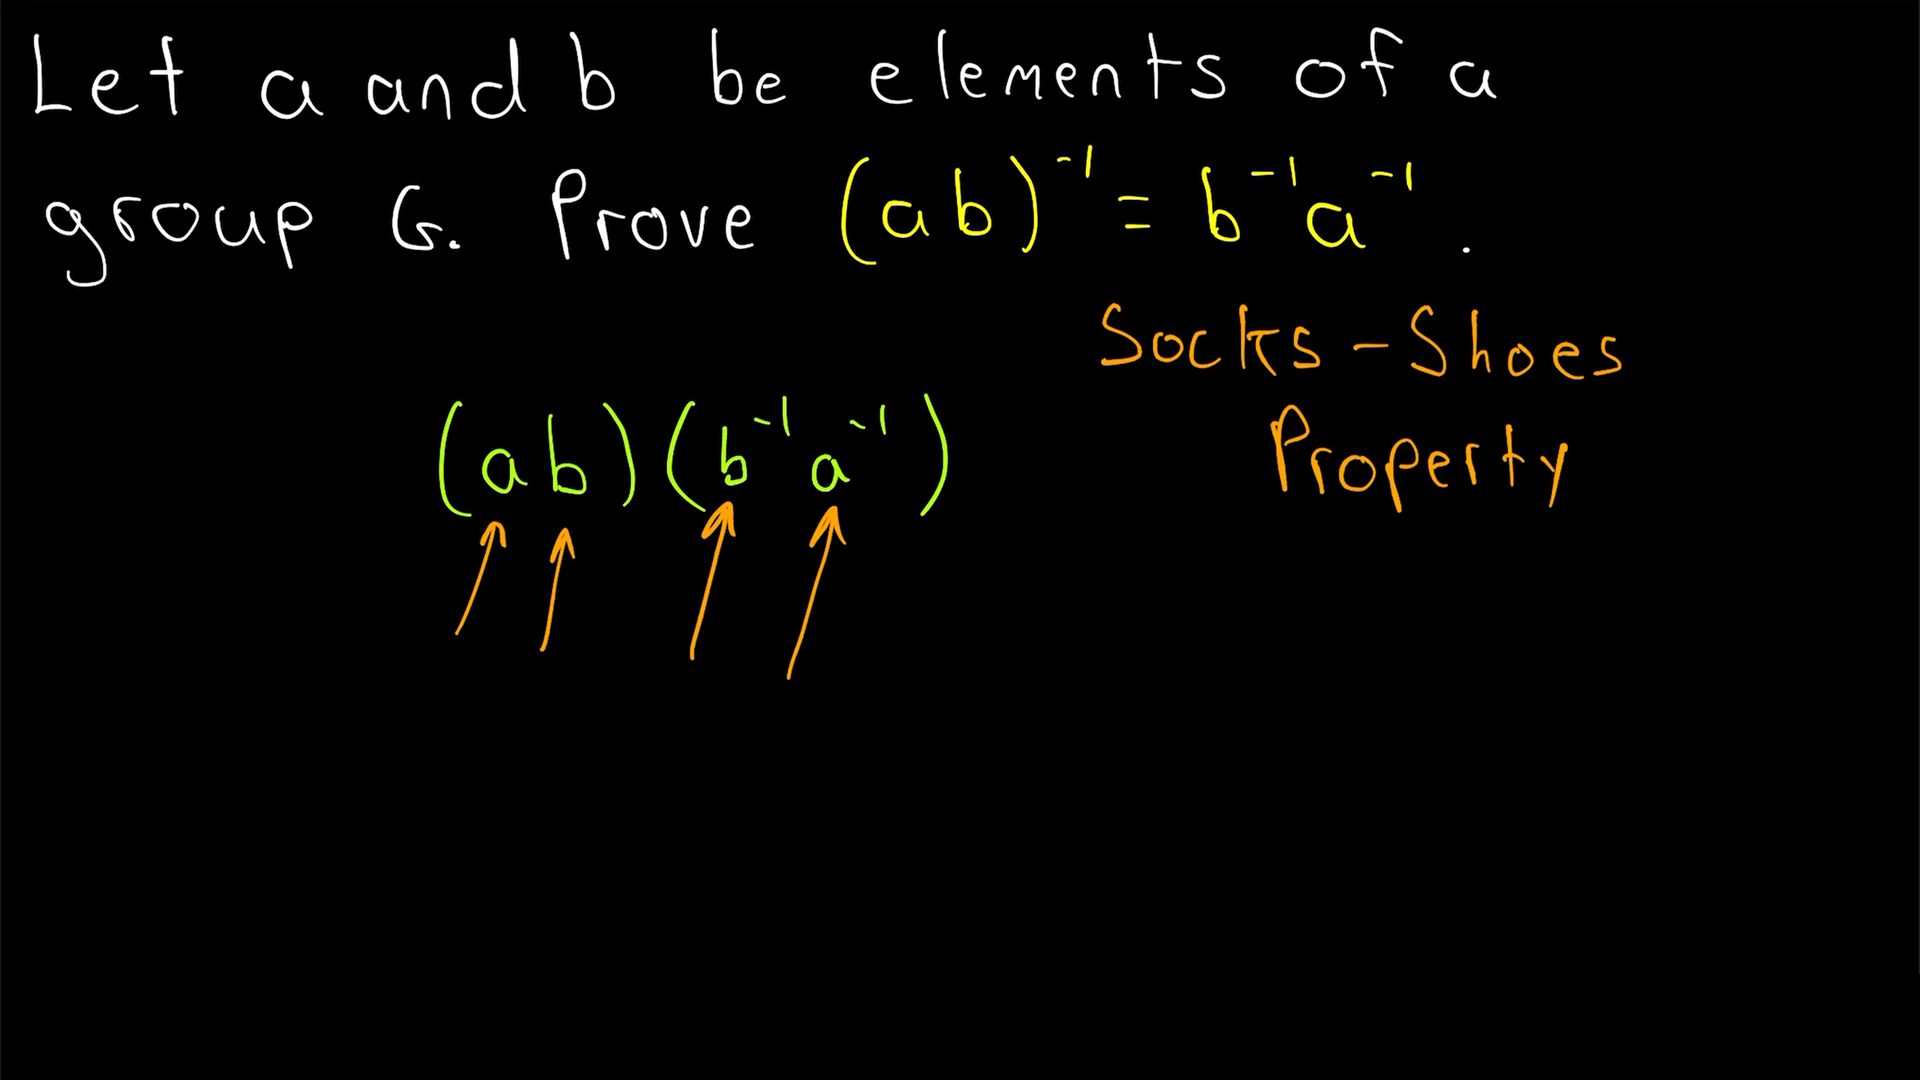 Let a and b be elements of a
group G. Prove (ab)⁻¹ = b⁻¹a⁻¹.
Socks-Shoes
Property
(ab)(b⁻¹a⁻¹)